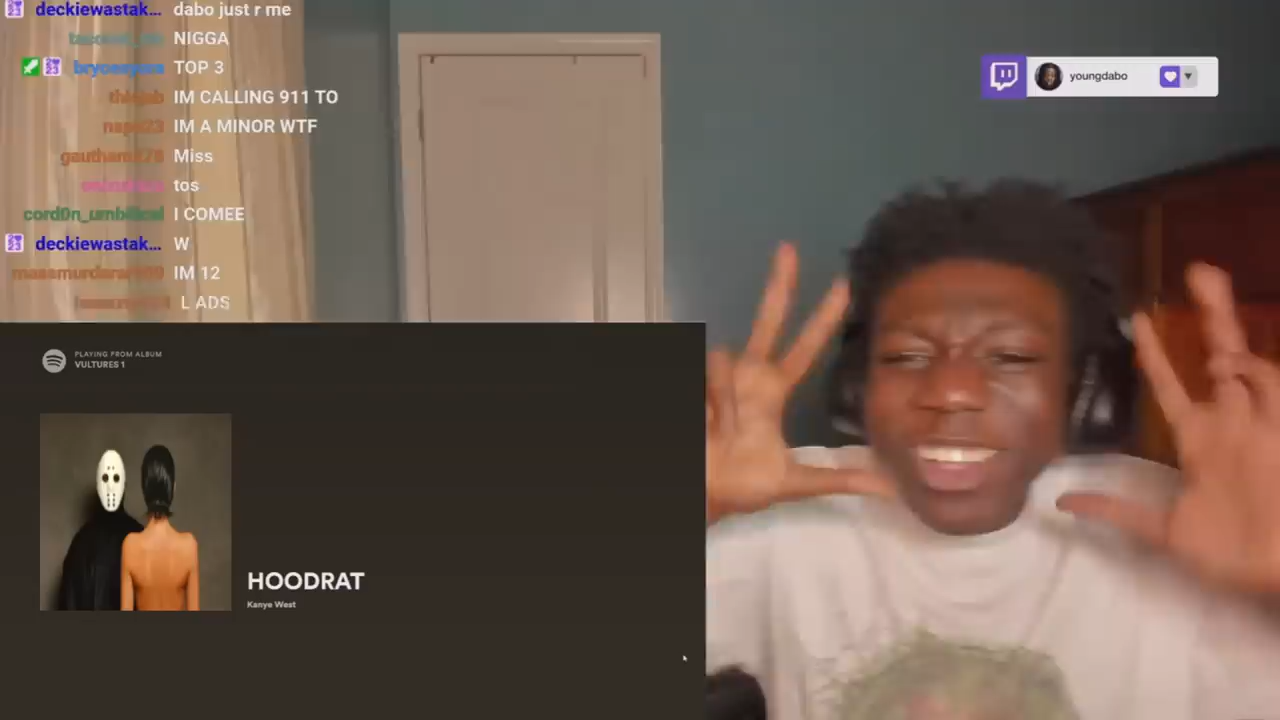 deckiewastak... dabo just r me
NIGGA
TOP 3
IM CALLING 911 TO
IM A MINOR WTF
Miss
tos
cord0n_umbilical I COMEE
deckiewastak... W
IM 12
L ADS
youngdabo
PLAYING FROM ALBUM
VULTURES 1
HOODRAT
Kanye West